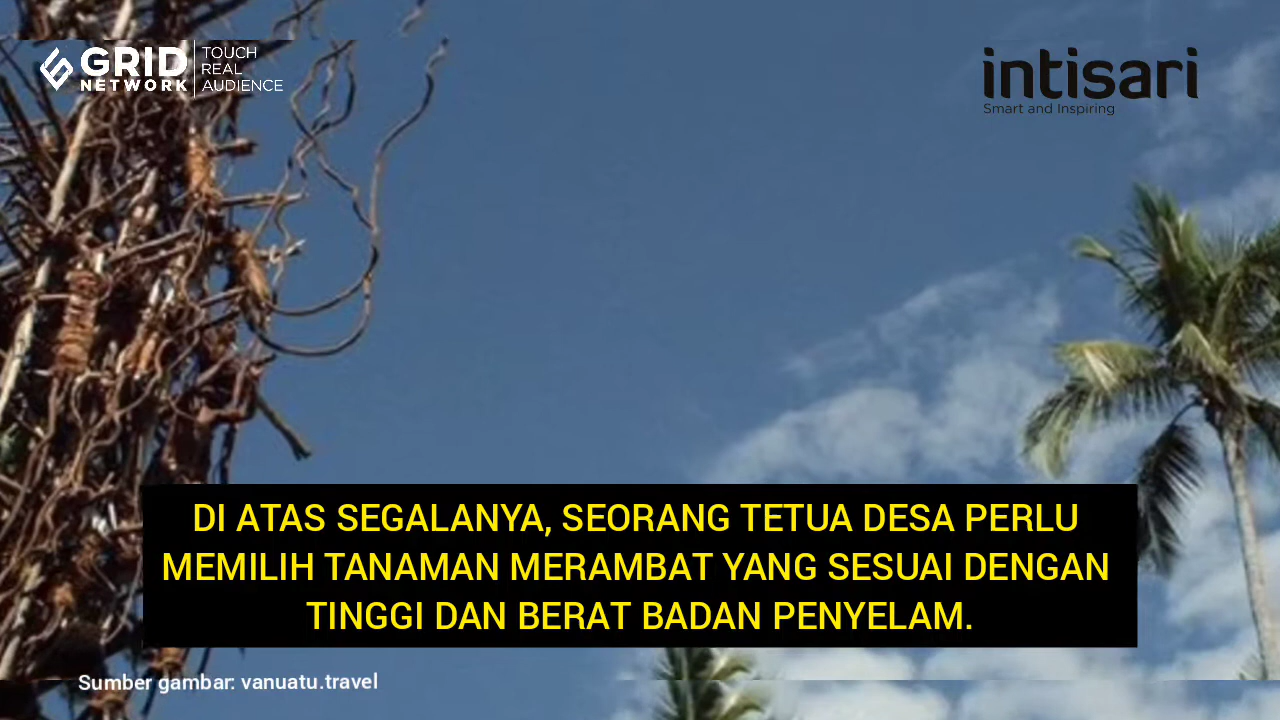 GRID
NETWORK
TOUCH
REAL
AUDIENCE
intisari
Smart and Inspiring
DI ATAS SEGALANYA, SEORANG TETUA DESA PERLU
MEMILIH TANAMAN MERAMBAT YANG SESUAI DENGAN
TINGGI DAN BERAT BADAN PENYELAM.
Sumber gambar: vanuatu.travel